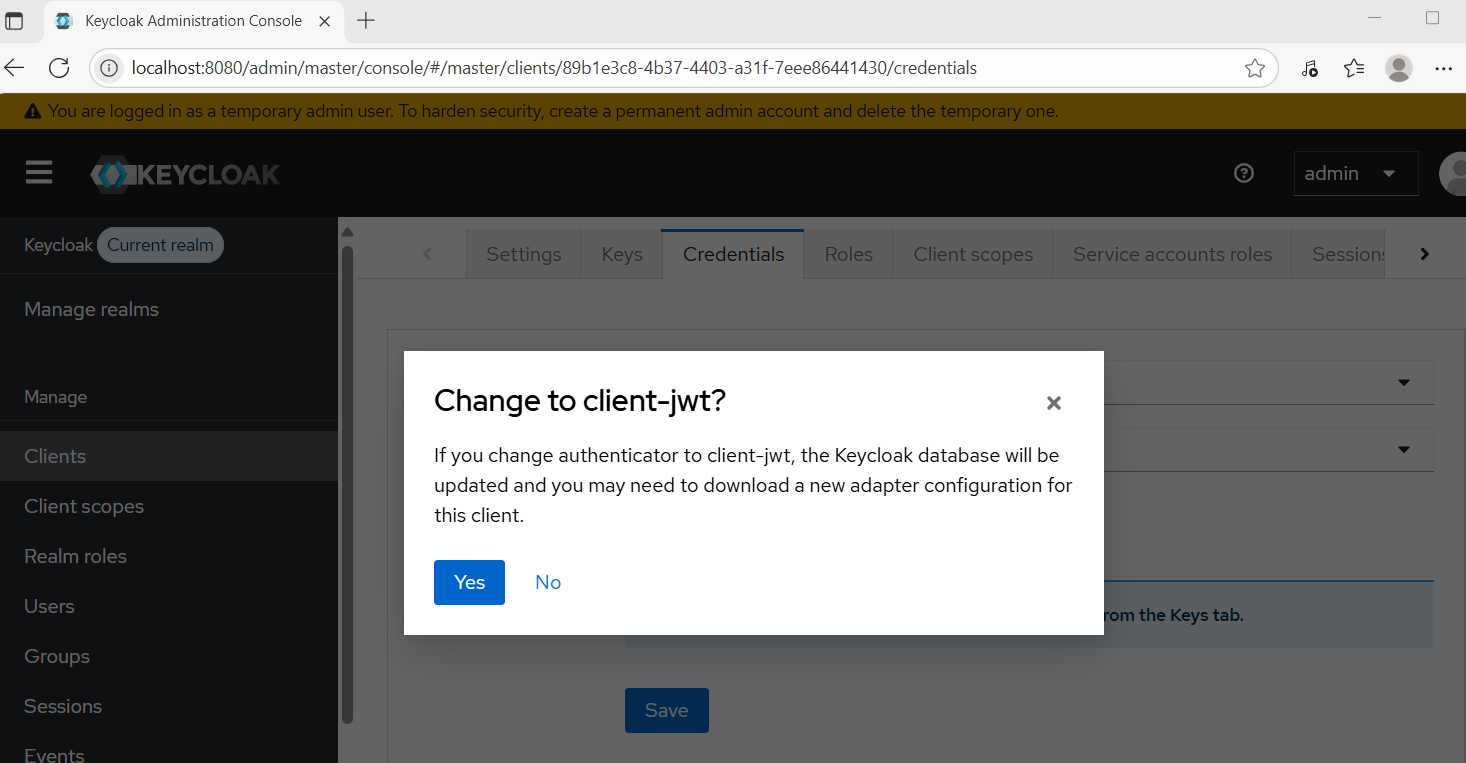 Keycloak Administration Console
localhost:8080/admin/master/console/#/master/clients/89b1e3c8-4b37-4403-a31f-7eee86441430/credentials
You are logged in as a temporary admin user. To harden security, create a permanent admin account and delete the temporary one.
KEYCLOAK
admin
Keycloak Current realm
Settings Keys Credentials Roles Client scopes Service accounts roles Sessions
Manage realms
Manage
Clients
Client scopes
Realm roles
Users
Groups
Sessions
Events
Change to client-jwt?
If you change authenticator to client-jwt, the Keycloak database will be
updated and you may need to download a new adapter configuration for
this client.
Yes No
rom the Keys tab.
Save